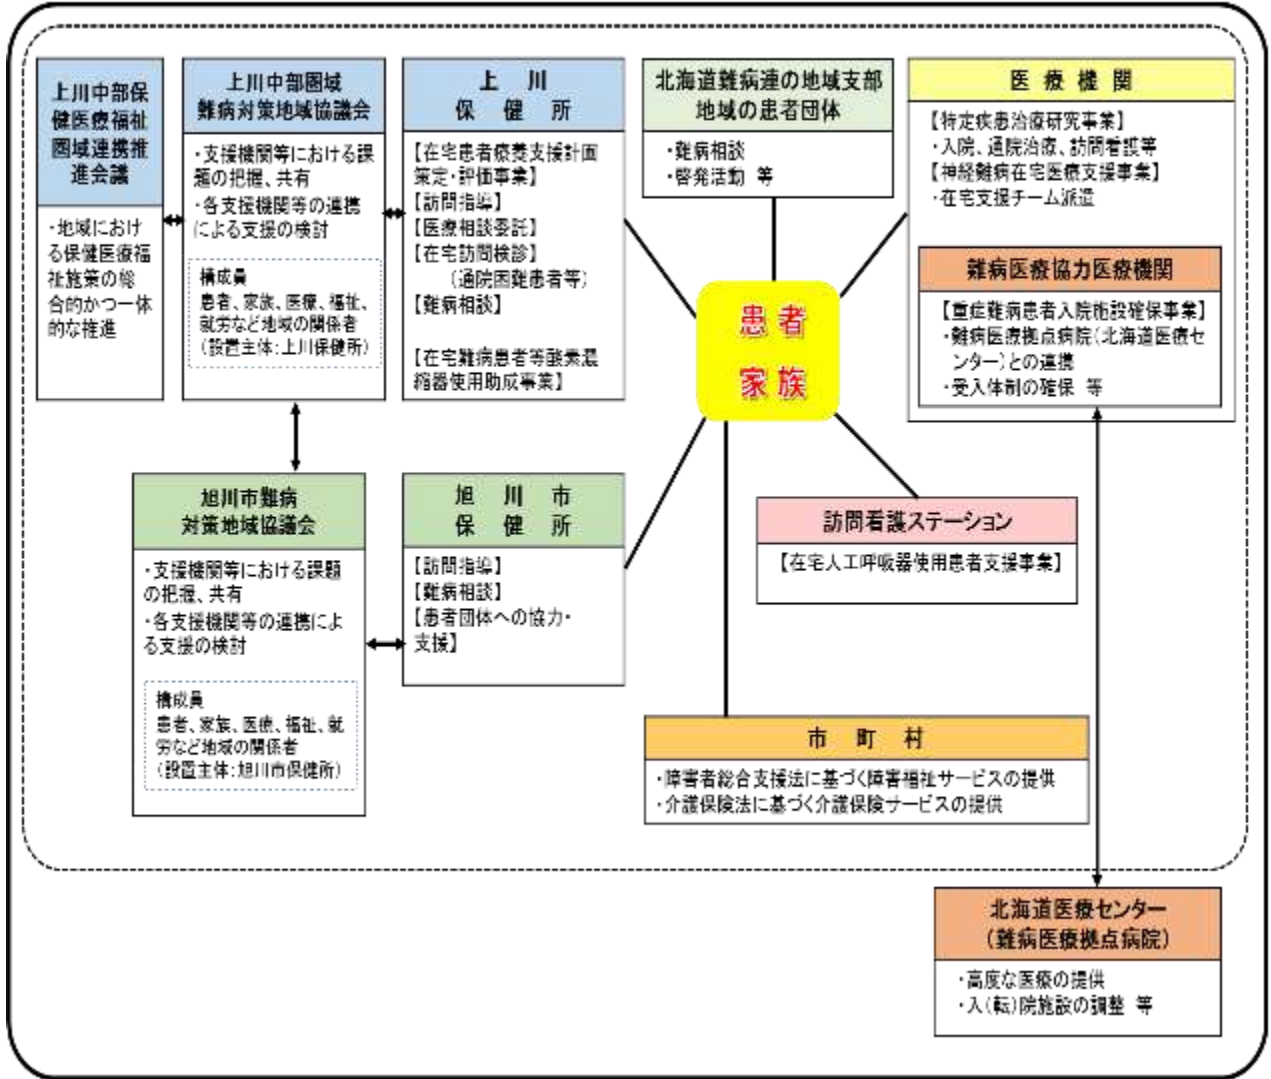 上川中部保
健医療福祉
圏域連携推
進会議
・地域におけ
る保健医療福
祉施策の総
合的かつ一体
的な推進
上川中部圏域
難病対策地域協議会
・支援機関等における課
題の把握、共有
・各支援機関等の連携
による支援の検討
構成員
患者、家族、医療、福祉、
就労など地域の関係者
(設置主体:上川保健所)
上 川
保 健 所
【在宅患者療養支援計画
策定・評価事業】
【訪問指導】
【医療相談委託】
【在宅訪問検診】
(通院困難患者等)
【難病相談】
【在宅難病患者等酸素濃
縮器使用助成事業】
北海道難病連の地域支部
地域の患者団体
・難病相談
・啓発活動 等
医 療 機 関
【特定疾患治療研究事業】
・入院、通院治療、訪問看護等
【神経難病在宅医療支援事業】
・在宅支援チーム派遣
難病医療協力医療機関
【重症難病患者入院施設確保事業】
・難病医療拠点病院(北海道医療セ
ンター)との連携
・受入体制の確保 等
患者
家族
旭川市難病
対策地域協議会
・支援機関等における課題
の把握、共有
・各支援機関等の連携によ
る支援の検討
構成員
患者、家族、医療、福祉、就
労など地域の関係者
(設置主体:旭川市保健所)
旭 川 市
保 健 所
【訪問指導】
【難病相談】
【患者団体への協力・
支援】
訪問看護ステーション
【在宅人工呼吸器使用患者支援事業】
市 町 村
・障害者総合支援法に基づく障害福祉サービスの提供
・介護保険法に基づく介護保険サービスの提供
北海道医療センター
(難病医療拠点病院)
・高度な医療の提供
・入(転)院施設の調整 等